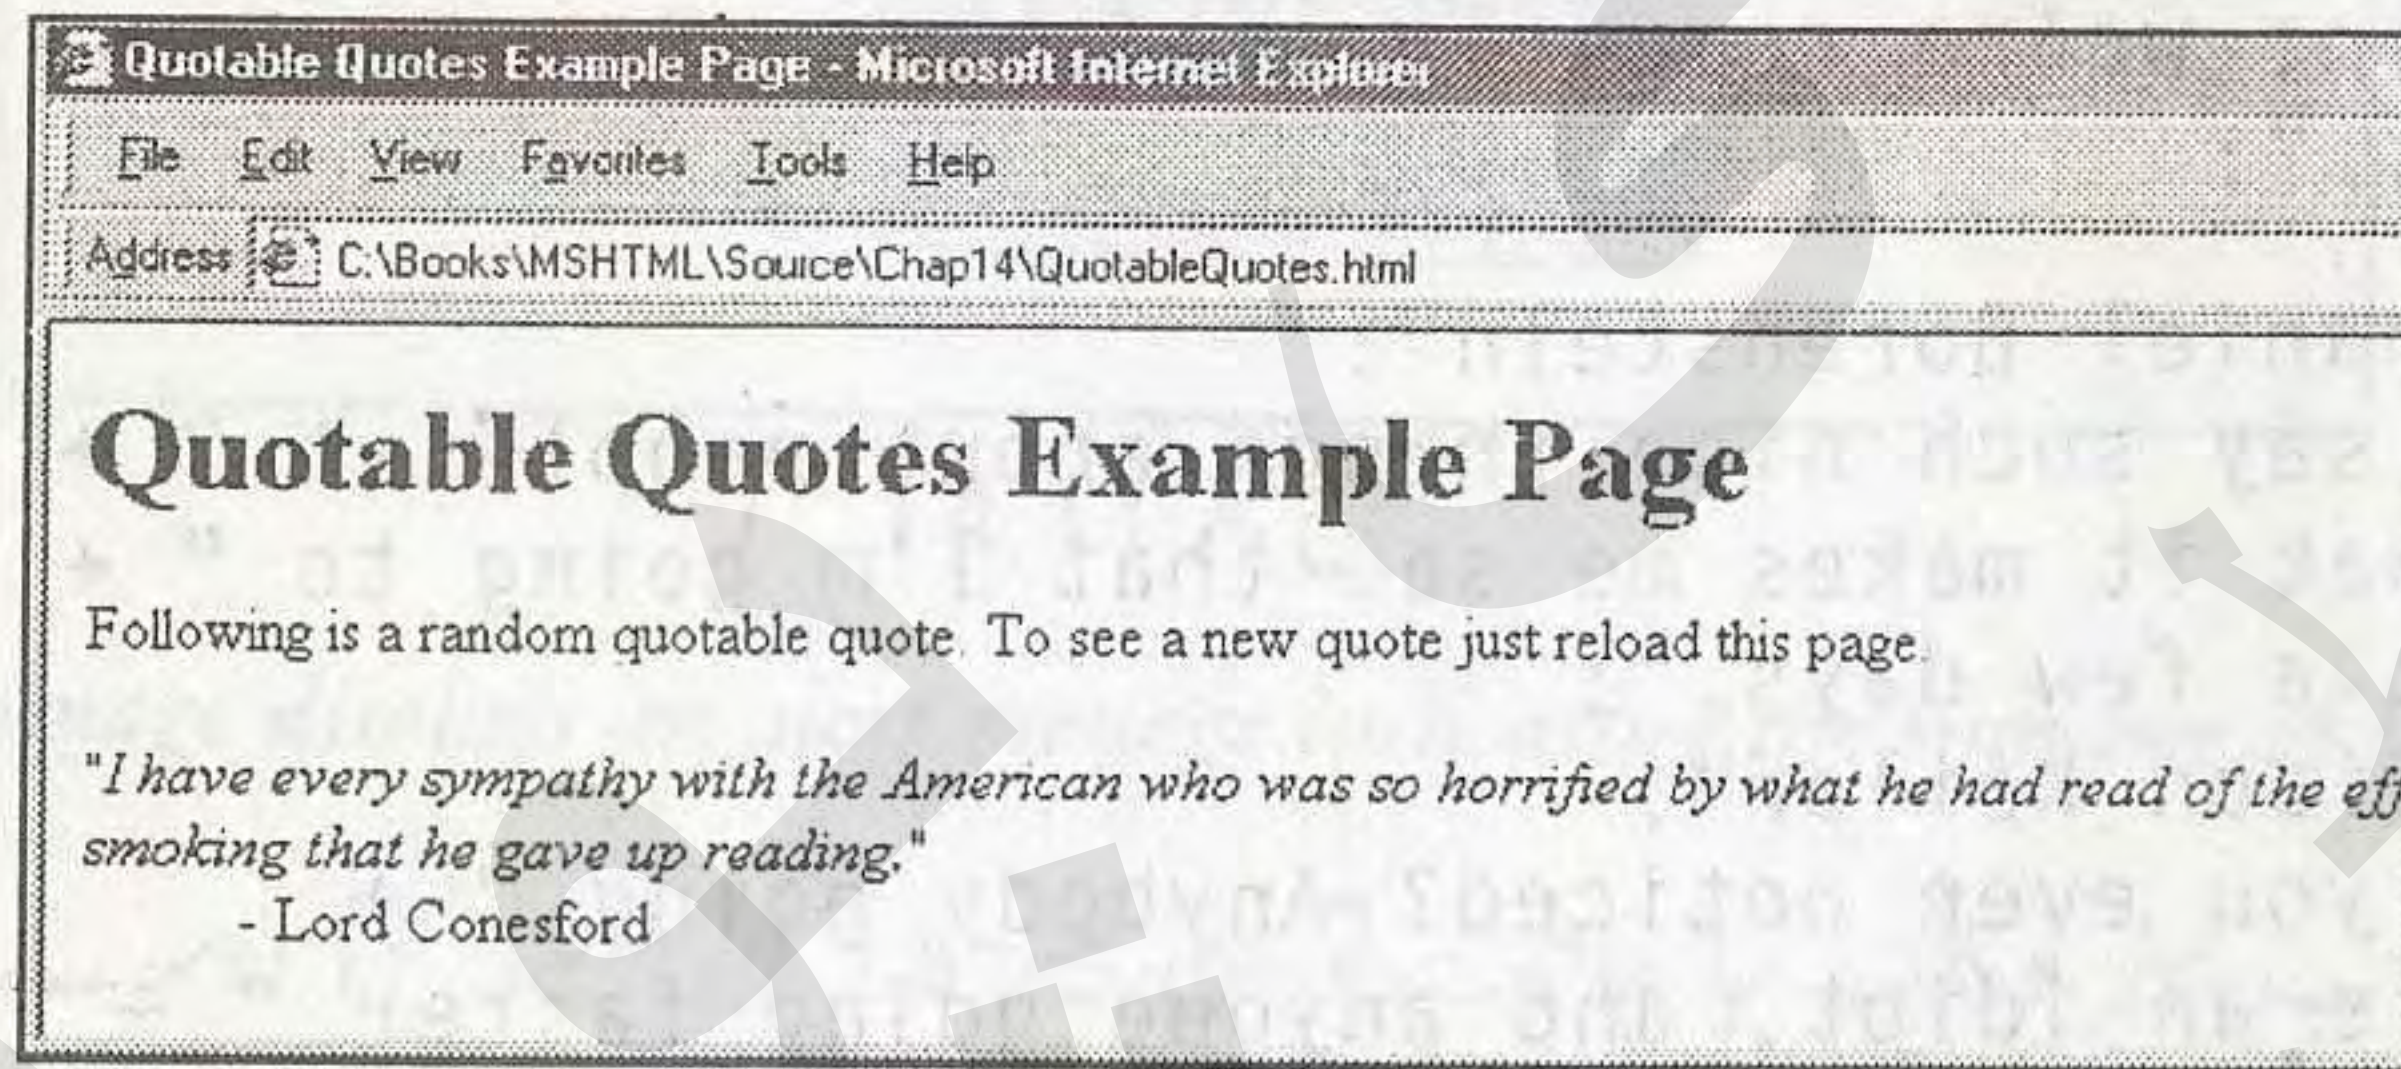 Quotable Quotes Example Page - Microsoft Internet Explorer
File Edit View Favorites Tools Help
Address C:\Books\MSHTML\Source\Chap14\QuotableQuotes.html
Quotable Quotes Example Page
Following is a random quotable quote. To see a new quote just reload this page.
"I have every sympathy with the American who was so horrified by what he had read of the
smoking that he gave up reading."
- Lord Conesford